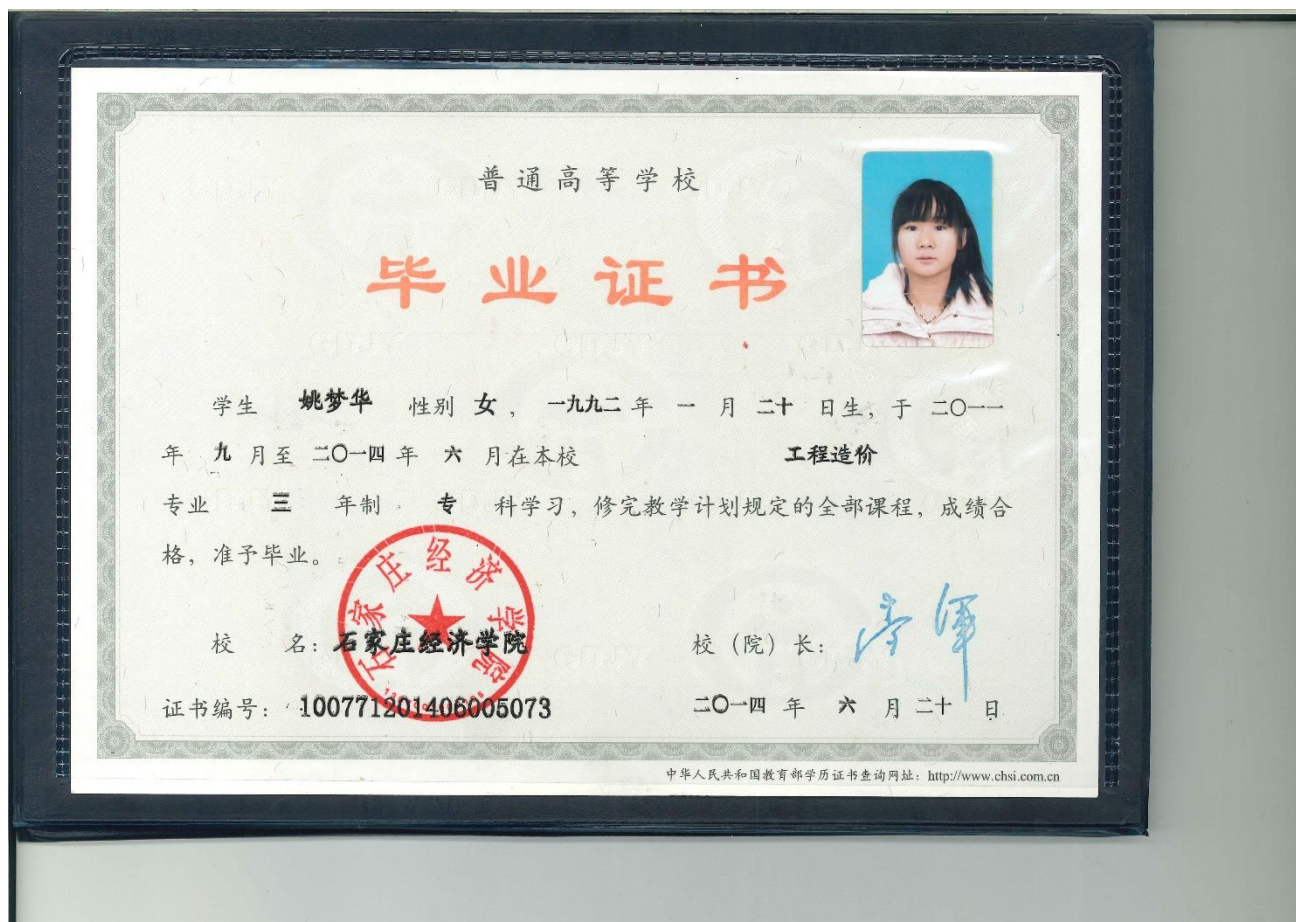 普通高等学校
毕业证书
学生 姚梦华 性别 女，一九九二 年 一 月 二十 日生，于 二〇一一
年 九 月至 二〇一四 年 六 月在本校 工程造价
专业 三 年制 专 科学习，修完教学计划规定的全部课程，成绩合
格，准予毕业。
石家庄经济学院
校 名：石家庄经济学院 校（院）长：
证书编号：100771201406005073 二〇一四 年 六 月 二十 日
中华人民共和国教育部学历证书查询网址：http://www.chsi.com.cn